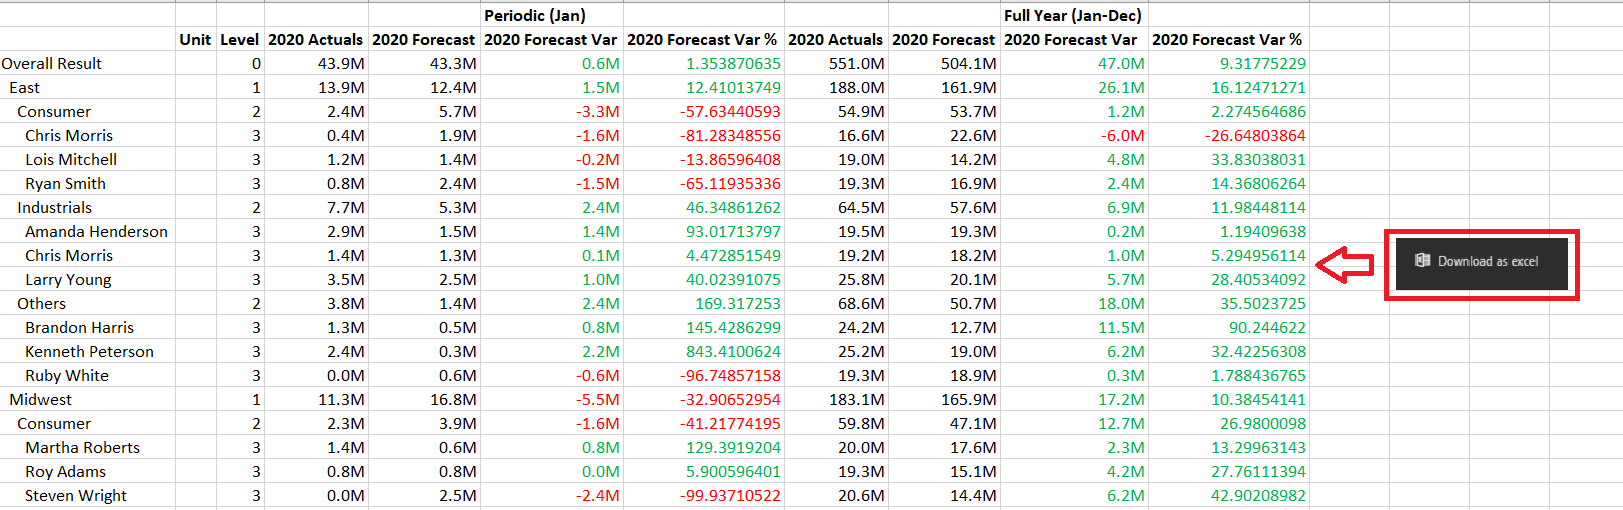 Periodic (Jan) Full Year (Jan-Dec)
Unit Level 2020 Actuals 2020 Forecast 2020 Forecast Var 2020 Forecast Var % 2020 Actuals 2020 Forecast 2020 Forecast Var 2020 Forecast Var %
Overall Result 0 43.9M 43.3M 0.6M 1.353870635 551.0M 504.1M 47.0M 9.31775229
East 1 13.9M 12.4M 1.5M 12.41013749 188.0M 161.9M 26.1M 16.12471271
Consumer 2 2.4M 5.7M -3.3M -57.63440593 54.9M 53.7M 1.2M 2.274564686
Chris Morris 3 0.4M 1.9M -1.6M -81.28348556 16.6M 22.6M -6.0M -26.64803864
Lois Mitchell 3 1.2M 1.4M -0.2M -13.86596408 19.0M 14.2M 4.8M 33.83038031
Ryan Smith 3 0.8M 2.4M -1.5M -65.11935336 19.3M 16.9M 2.4M 14.36806264
Industrials 2 7.7M 5.3M 2.4M 46.34861262 64.5M 57.6M 6.9M 11.98448114
Amanda Henderson 3 2.9M 1.5M 1.4M 93.01713797 19.5M 19.3M 0.2M 1.19409638
Chris Morris 3 1.4M 1.3M 0.1M 4.472851549 19.2M 18.2M 1.0M 5.294956114
Download as excel
Larry Young 3 3.5M 2.5M 1.0M 40.02391075 25.8M 20.1M 5.7M 28.40534092
Others 2 3.8M 1.4M 2.4M 169.317253 68.6M 50.7M 18.0M 35.5023725
Brandon Harris 3 1.3M 0.5M 0.8M 145.4286299 24.2M 12.7M 11.5M 90.244622
Kenneth Peterson 3 2.4M 0.3M 2.2M 843.4100624 25.2M 19.0M 6.2M 32.42256308
Ruby White 3 0.0M 0.6M -0.6M -96.74857158 19.3M 18.9M 0.3M 1.788436765
Midwest 1 11.3M 16.8M -5.5M -32.90652954 183.1M 165.9M 17.2M 10.38454141
Consumer 2 2.3M 3.9M -1.6M -41.21774195 59.8M 47.1M 12.7M 26.9800098
Martha Roberts 3 1.4M 0.6M 0.8M 129.3919204 20.0M 17.6M 2.3M 13.29963143
Roy Adams 3 0.8M 0.8M 0.0M 5.900596401 19.3M 15.1M 4.2M 27.76111394
Steven Wright 3 0.0M 2.5M -2.4M -99.93710522 20.6M 14.4M 6.2M 42.90208982